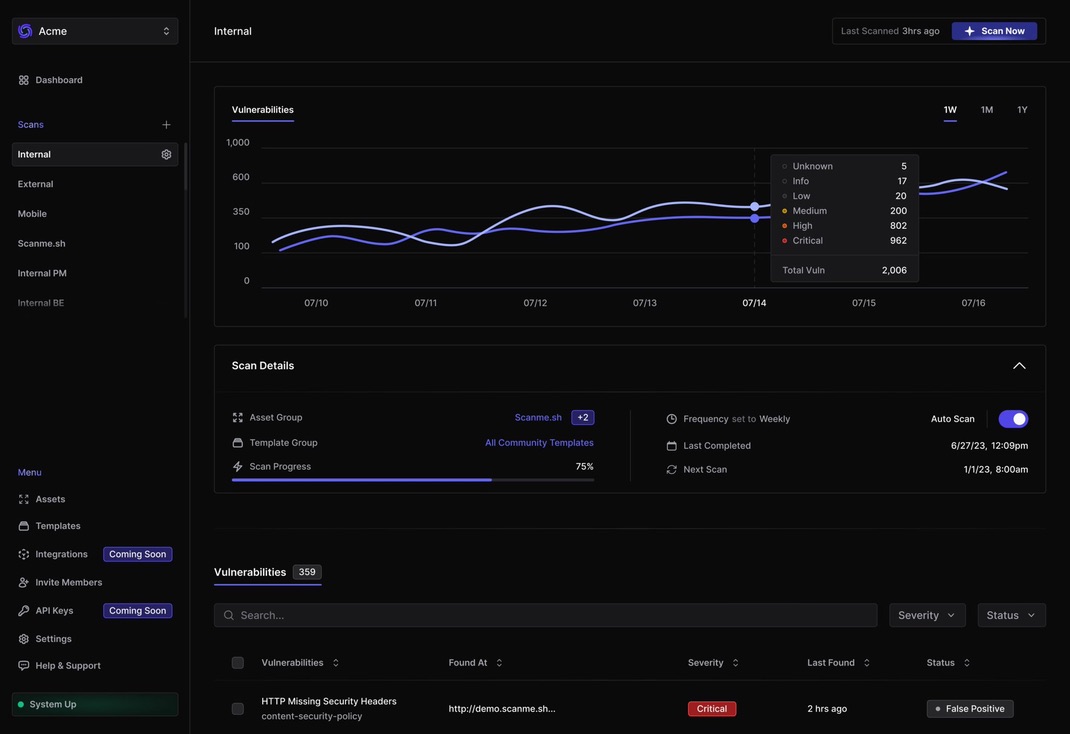 Acme
Dashboard
Scans
Internal
External
Mobile
Scanme.sh
Internal PM
Internal BE
Menu
Assets
Templates
Integrations Coming Soon
Invite Members
API Keys Coming Soon
Settings
Help & Support
System Up
Internal
Last Scanned 3hrs ago
Scan Now
Vulnerabilities
1W 1M 1Y
1,000
600
350
100
0
Unknown 5
Info 17
Low 20
Medium 200
High 802
Critical 962
Total Vuln 2,006
07/10 07/11 07/12 07/13 07/14 07/15 07/16
Scan Details
Asset Group Scanme.sh +2
Template Group All Community Templates
Scan Progress 75%
Frequency set to Weekly Auto Scan
Last Completed 6/27/23, 12:09pm
Next Scan 1/1/23, 8:00am
Vulnerabilities 359
Search... Severity Status
Vulnerabilities Found At Severity Last Found Status
HTTP Missing Security Headers
content-security-policy
http://demo.scanme.sh... Critical 2 hrs ago False Positive